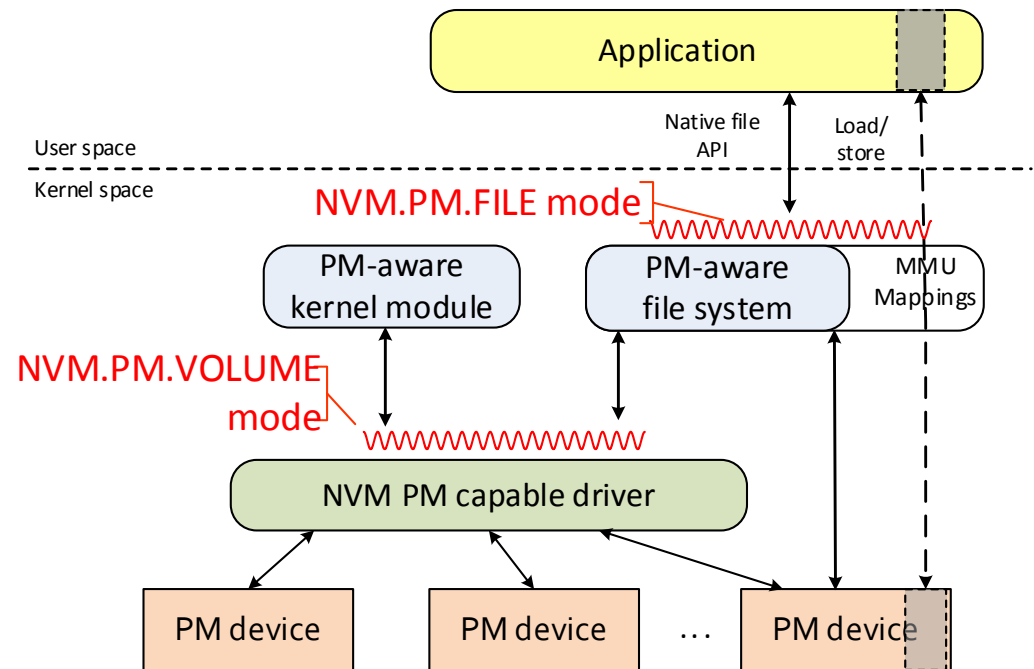 Application
Native file
API
Load/
store
User space
Kernel space
NVM.PM.FILE mode
PM-aware
kernel module
PM-aware
file system
MMU
Mappings
NVM.PM.VOLUME
mode
NVM PM capable driver
PM device
PM device
...
PM device